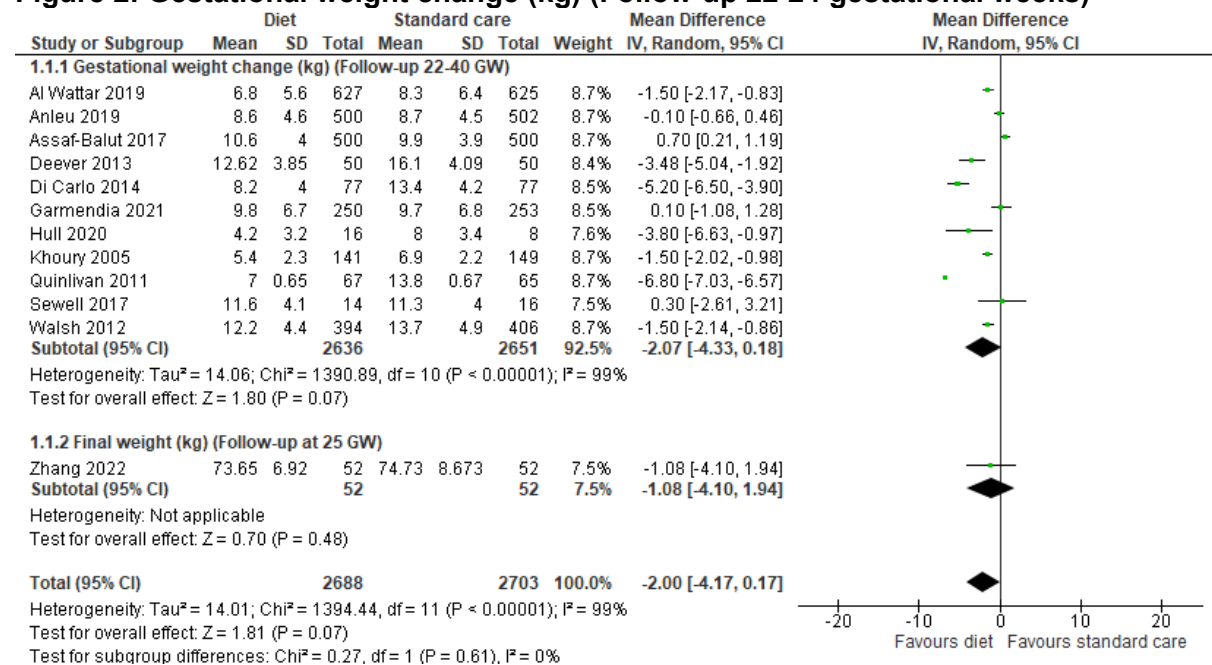 Figure 2: Gestational weight change (kg) (Follow-up 22-24 gestational weeks)
Diet Standard care Mean Difference Mean Difference
Study or Subgroup Mean SD Total Mean SD Total Weight IV, Random, 95% CI IV, Random, 95% CI
1.1.1 Gestational weight change (kg) (Follow-up 22-40 GW)
Al Wattar 2019 6.8 5.6 627 8.3 6.4 625 8.7% -1.50 [-2.17, -0.83]
Anleu 2019 8.6 4.6 500 8.7 4.5 502 8.7% -0.10 [-0.66, 0.46]
Assaf-Balut 2017 10.6 4 500 9.9 3.9 500 8.7% 0.70 [0.21, 1.19]
Deever 2013 12.62 3.85 50 16.1 4.09 50 8.4% -3.48 [-5.04, -1.92]
Di Carlo 2014 8.2 4 77 13.4 4.2 77 8.5% -5.20 [-6.50, -3.90]
Garmendia 2021 9.8 6.7 250 9.7 6.8 253 8.5% 0.10 [-1.08, 1.28]
Hull 2020 4.2 3.2 16 8 3.4 8 7.6% -3.80 [-6.63, -0.97]
Khoury 2005 5.4 2.3 141 6.9 2.2 149 8.7% -1.50 [-2.02, -0.98]
Quinlivan 2011 7 0.65 67 13.8 0.67 65 8.7% -6.80 [-7.03, -6.57]
Sewell 2017 11.6 4.1 14 11.3 4 16 7.5% 0.30 [-2.61, 3.21]
Walsh 2012 12.2 4.4 394 13.7 4.9 406 8.7% -1.50 [-2.14, -0.86]
Subtotal (95% CI) 2636 2651 92.5% -2.07 [-4.33, 0.18]
Heterogeneity: Tau² = 14.06; Chi² = 1390.89, df = 10 (P < 0.00001); I² = 99%
Test for overall effect: Z = 1.80 (P = 0.07)
1.1.2 Final weight (kg) (Follow-up at 25 GW)
Zhang 2022 73.65 6.92 52 74.73 8.673 52 7.5% -1.08 [-4.10, 1.94]
Subtotal (95% CI) 52 52 7.5% -1.08 [-4.10, 1.94]
Heterogeneity: Not applicable
Test for overall effect: Z = 0.70 (P = 0.48)
Total (95% CI) 2688 2703 100.0% -2.00 [-4.17, 0.17]
Heterogeneity: Tau² = 14.01; Chi² = 1394.44, df = 11 (P < 0.00001); I² = 99%
Test for overall effect: Z = 1.81 (P = 0.07)
Test for subgroup differences: Chi² = 0.27, df = 1 (P = 0.61), I² = 0%
-20 -10 0 10 20
Favours diet Favours standard care